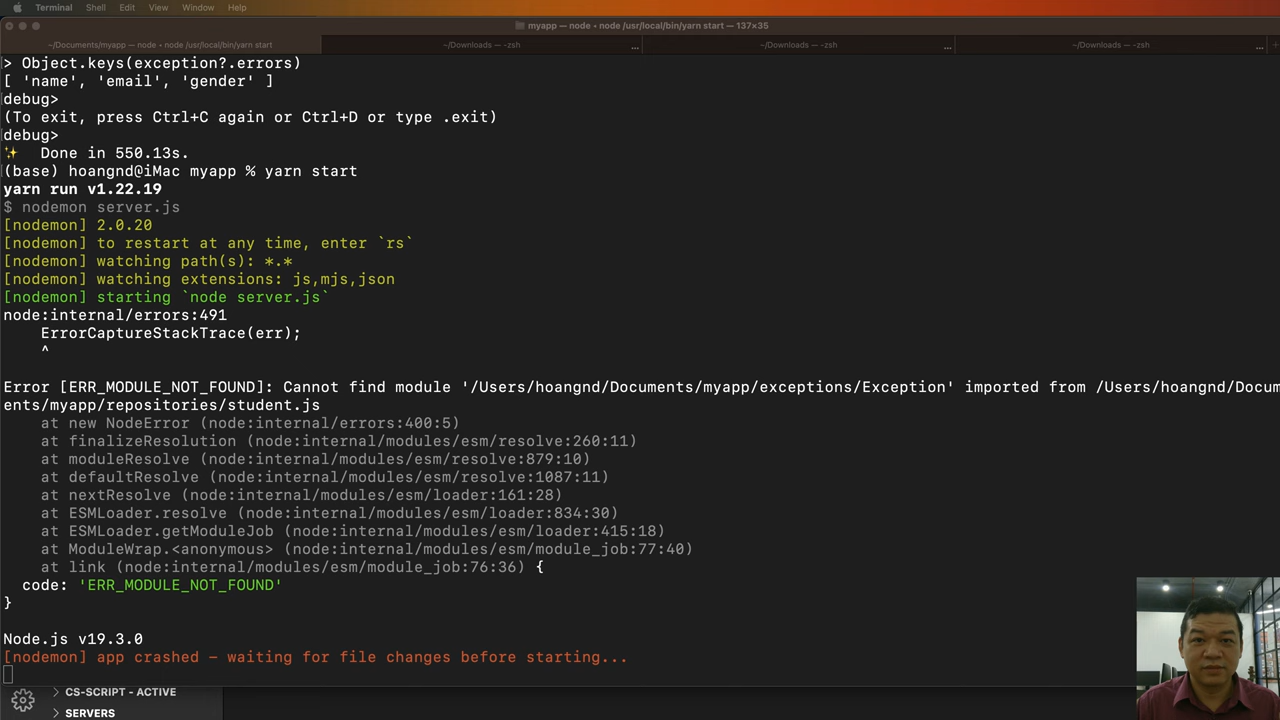 Terminal Shell Edit View Window Help
myapp — node ◂ node /usr/local/bin/yarn start — 137×35
~/Documents/myapp — node ◂ node /usr/local/bin/yarn start ~/Downloads — -zsh ... ~/Downloads — -zsh ... ~/Downloads — -zsh ... +
> Object.keys(exception?.errors)
[ 'name', 'email', 'gender' ]
debug>
(To exit, press Ctrl+C again or Ctrl+D or type .exit)
debug>
✨ Done in 550.13s.
(base) hoangnd@iMac myapp % yarn start
yarn run v1.22.19
$ nodemon server.js
[nodemon] 2.0.20
[nodemon] to restart at any time, enter `rs`
[nodemon] watching path(s): *.*
[nodemon] watching extensions: js,mjs,json
[nodemon] starting `node server.js`
node:internal/errors:491
ErrorCaptureStackTrace(err);
^
Error [ERR_MODULE_NOT_FOUND]: Cannot find module '/Users/hoangnd/Documents/myapp/exceptions/Exception' imported from /Users/hoangnd/Docum
ents/myapp/repositories/student.js
at new NodeError (node:internal/errors:400:5)
at finalizeResolution (node:internal/modules/esm/resolve:260:11)
at moduleResolve (node:internal/modules/esm/resolve:879:10)
at defaultResolve (node:internal/modules/esm/resolve:1087:11)
at nextResolve (node:internal/modules/esm/loader:161:28)
at ESMLoader.resolve (node:internal/modules/esm/loader:834:30)
at ESMLoader.getModuleJob (node:internal/modules/esm/loader:415:18)
at ModuleWrap.<anonymous> (node:internal/modules/esm/module_job:77:40)
at link (node:internal/modules/esm/module_job:76:36) {
code: 'ERR_MODULE_NOT_FOUND'
}
Node.js v19.3.0
[nodemon] app crashed - waiting for file changes before starting...
> CS-SCRIPT - ACTIVE
> SERVERS